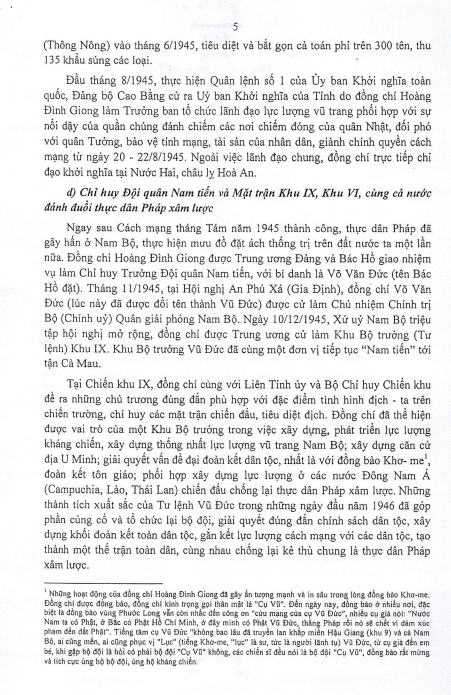 5
(Thông Nông) vào tháng 6/1945, tiêu diệt và bắt gọn cả toán phỉ trên 300 tên, thu
135 khẩu súng các loại.
Đầu tháng 8/1945, thực hiện Quân lệnh số 1 của Ủy ban Khởi nghĩa toàn
quốc, Đảng bộ Cao Bằng cử ra Uỷ ban Khởi nghĩa của Tỉnh do đồng chí Hoàng
Đình Giong làm Trưởng ban tổ chức lãnh đạo lực lượng vũ trang phối hợp với sự
nổi dậy của quần chúng đánh chiếm các nơi chiếm đóng của quân Nhật, đối phó
với quân Tưởng, bảo vệ tính mạng, tài sản của nhân dân, giành chính quyền cách
mạng từ ngày 20 - 22/8/1945. Ngoài việc lãnh đạo chung, đồng chí trực tiếp chỉ
đạo khởi nghĩa tại Nước Hai, châu lỵ Hoà An.
d) Chỉ huy Đội quân Nam tiến và Mặt trận Khu IX, Khu VI, cùng cả nước
đánh đuổi thực dân Pháp xâm lược
Ngay sau Cách mạng tháng Tám năm 1945 thành công, thực dân Pháp đã
gây hấn ở Nam Bộ, thực hiện mưu đồ đặt ách thống trị trên đất nước ta một lần
nữa. Đồng chí Hoàng Đình Giong được Trung ương Đảng và Bác Hồ giao nhiệm
vụ làm Chỉ huy Trưởng Đội quân Nam tiến, với bí danh là Võ Văn Đức (tên Bác
Hồ đặt). Tháng 11/1945, tại Hội nghị An Phú Xã (Gia Định), đồng chí Võ Văn
Đức (lúc này đã được đổi tên thành Vũ Đức) được cử làm Chủ nhiệm Chính trị
Bộ (Chính uỷ) Quân giải phóng Nam Bộ. Ngày 10/12/1945, Xứ uỷ Nam Bộ triệu
tập hội nghị mở rộng, đồng chí được Trung ương cử làm Khu Bộ trưởng (Tư
lệnh) Khu IX. Khu Bộ trưởng Vũ Đức đã cùng một đơn vị tiếp tục “Nam tiến” tới
tận Cà Mau.
Tại Chiến khu IX, đồng chí cùng với Liên Tỉnh ủy và Bộ Chỉ huy Chiến khu
đề ra những chủ trương đúng đắn phù hợp với đặc điểm tình hình địch - ta trên
chiến trường, chỉ huy các mặt trận chiến đấu, tiêu diệt địch. Đồng chí đã thể hiện
được vai trò của một Khu Bộ trưởng trong việc xây dựng, phát triển lực lượng
kháng chiến, xây dựng thống nhất lực lượng vũ trang Nam Bộ; xây dựng căn cứ
địa U Minh; giải quyết vấn đề đại đoàn kết dân tộc, nhất là với đồng bào Khơ- me¹,
đoàn kết tôn giáo; phối hợp xây dựng lực lượng ở các nước Đông Nam Á
(Campuchia, Lào, Thái Lan) chiến đấu chống lại thực dân Pháp xâm lược. Những
thành tích xuất sắc của Tư lệnh Vũ Đức trong những ngày đầu năm 1946 đã góp
phần củng cố và tổ chức lại bộ đội, giải quyết đúng đắn chính sách dân tộc, xây
dựng khối đoàn kết toàn dân tộc, gắn kết lực lượng cách mạng với các dân tộc, tạo
thành một thế trận toàn dân, cùng nhau chống lại kẻ thù chung là thực dân Pháp
xâm lược.
¹ Những hoạt động của đồng chí Hoàng Đình Giong đã gây ấn tượng mạnh và in sâu trong lòng đồng bào Khơ-me.
Đồng chí được đồng bào, đồng chí kính trọng gọi thân mật là "Cụ Vũ". Đến ngày nay, đồng bào ở nhiều nơi, đặc
biệt là đồng bào vùng Phước Long vẫn còn nhắc đến công ơn "cứu mạng của cụ Vũ Đức", nhiều cụ già nói: "Nước
Nam ta có Phật, ở Bắc có Phật Hồ Chí Minh, ở đây mình có Phật Vũ Đức, thằng Pháp rồi nó sẽ chết vì dám xúc
phạm đến đất Phật". Tiếng tăm cụ Vũ Đức "không bao lâu đã truyền lan khắp miền Hậu Giang (khu 9) và cả Nam
Bộ, ai cũng mến, ai cũng phục vị "Lục" (tiếng Khơ-me, "lục" là sư, tức là người lãnh tụ) Vũ Đức, từ cụ già đến em
bé, khi gặp bộ đội là hỏi có phải bộ đội "Cụ Vũ" không, các chiến sĩ đều nói là bộ đội "Cụ Vũ", đồng bào rất mừng
và tích cực ủng hộ bộ đội, ủng hộ kháng chiến.